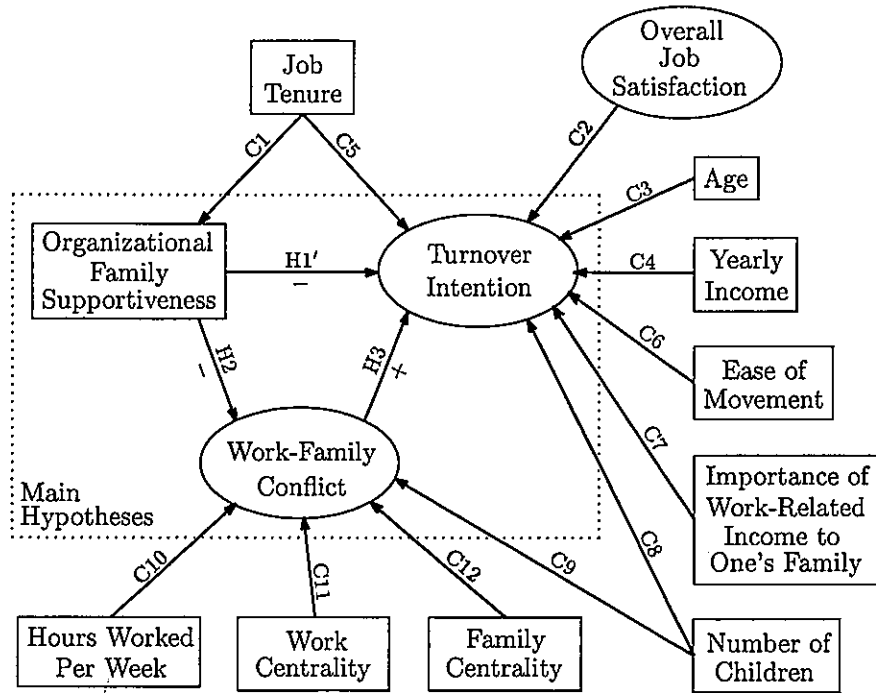 Job
Tenure
Overall
Job
Satisfaction
C1
C5
C2
C3
Age
Organizational
Family
Supportiveness
H1′
−
Turnover
Intention
C4
Yearly
Income
H2
−
H3
+
C6
Ease of
Movement
C7
Work-Family
Conflict
Main
Hypotheses
Importance of
Work-Related
Income to
One's Family
C10
C11
C12
C9
C8
Hours Worked
Per Week
Work
Centrality
Family
Centrality
Number of
Children